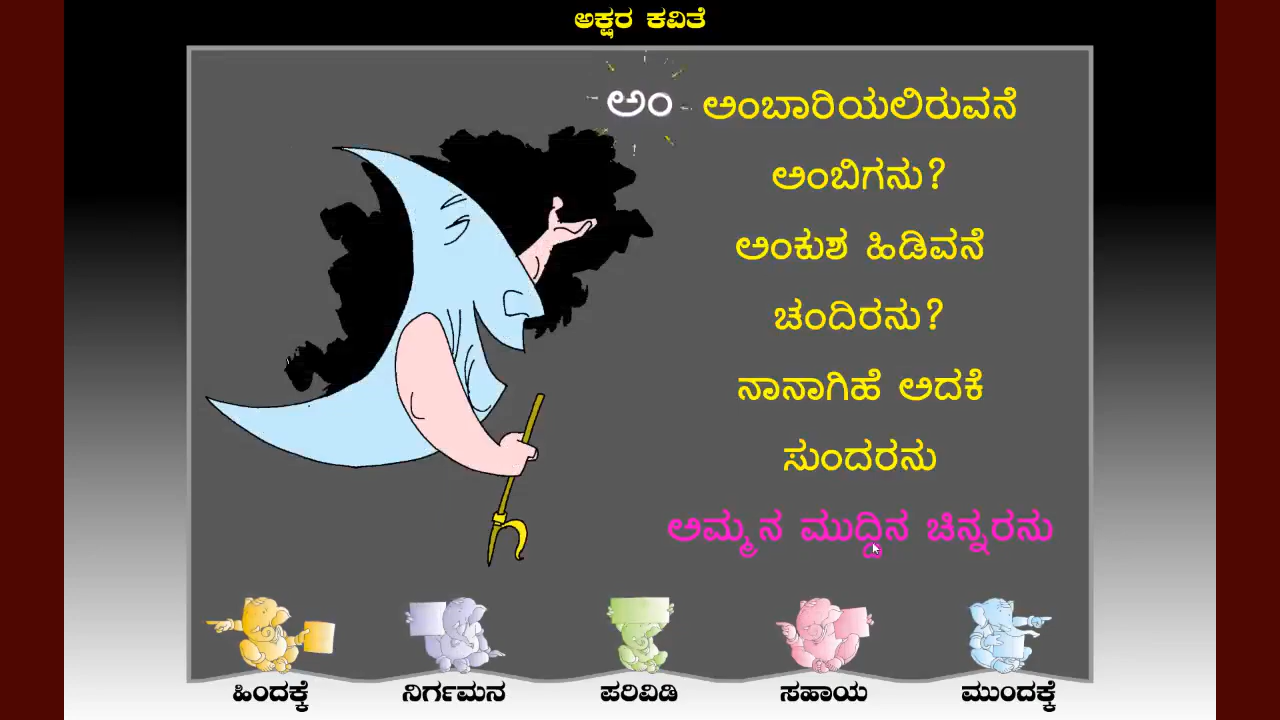 ಅಕ್ಷರ ಕವಿತೆ
ಅಂ ಅಂಬಾರಿಯಲಿರುವನೆ
ಅಂಬಿಗನು?
ಅಂಕುಶ ಹಿಡಿವನೆ
ಚಂದಿರನು?
ನಾನಾಗಿಹೆ ಅದಕೆ
ಸುಂದರನು
ಅಮ್ಮನ ಮುದ್ದಿನ ಚಿನ್ನರನು
ಹಿಂದಕ್ಕೆ ನಿರ್ಗಮನ ಪರಿವಿಡಿ ಸಹಾಯ ಮುಂದಕ್ಕೆ